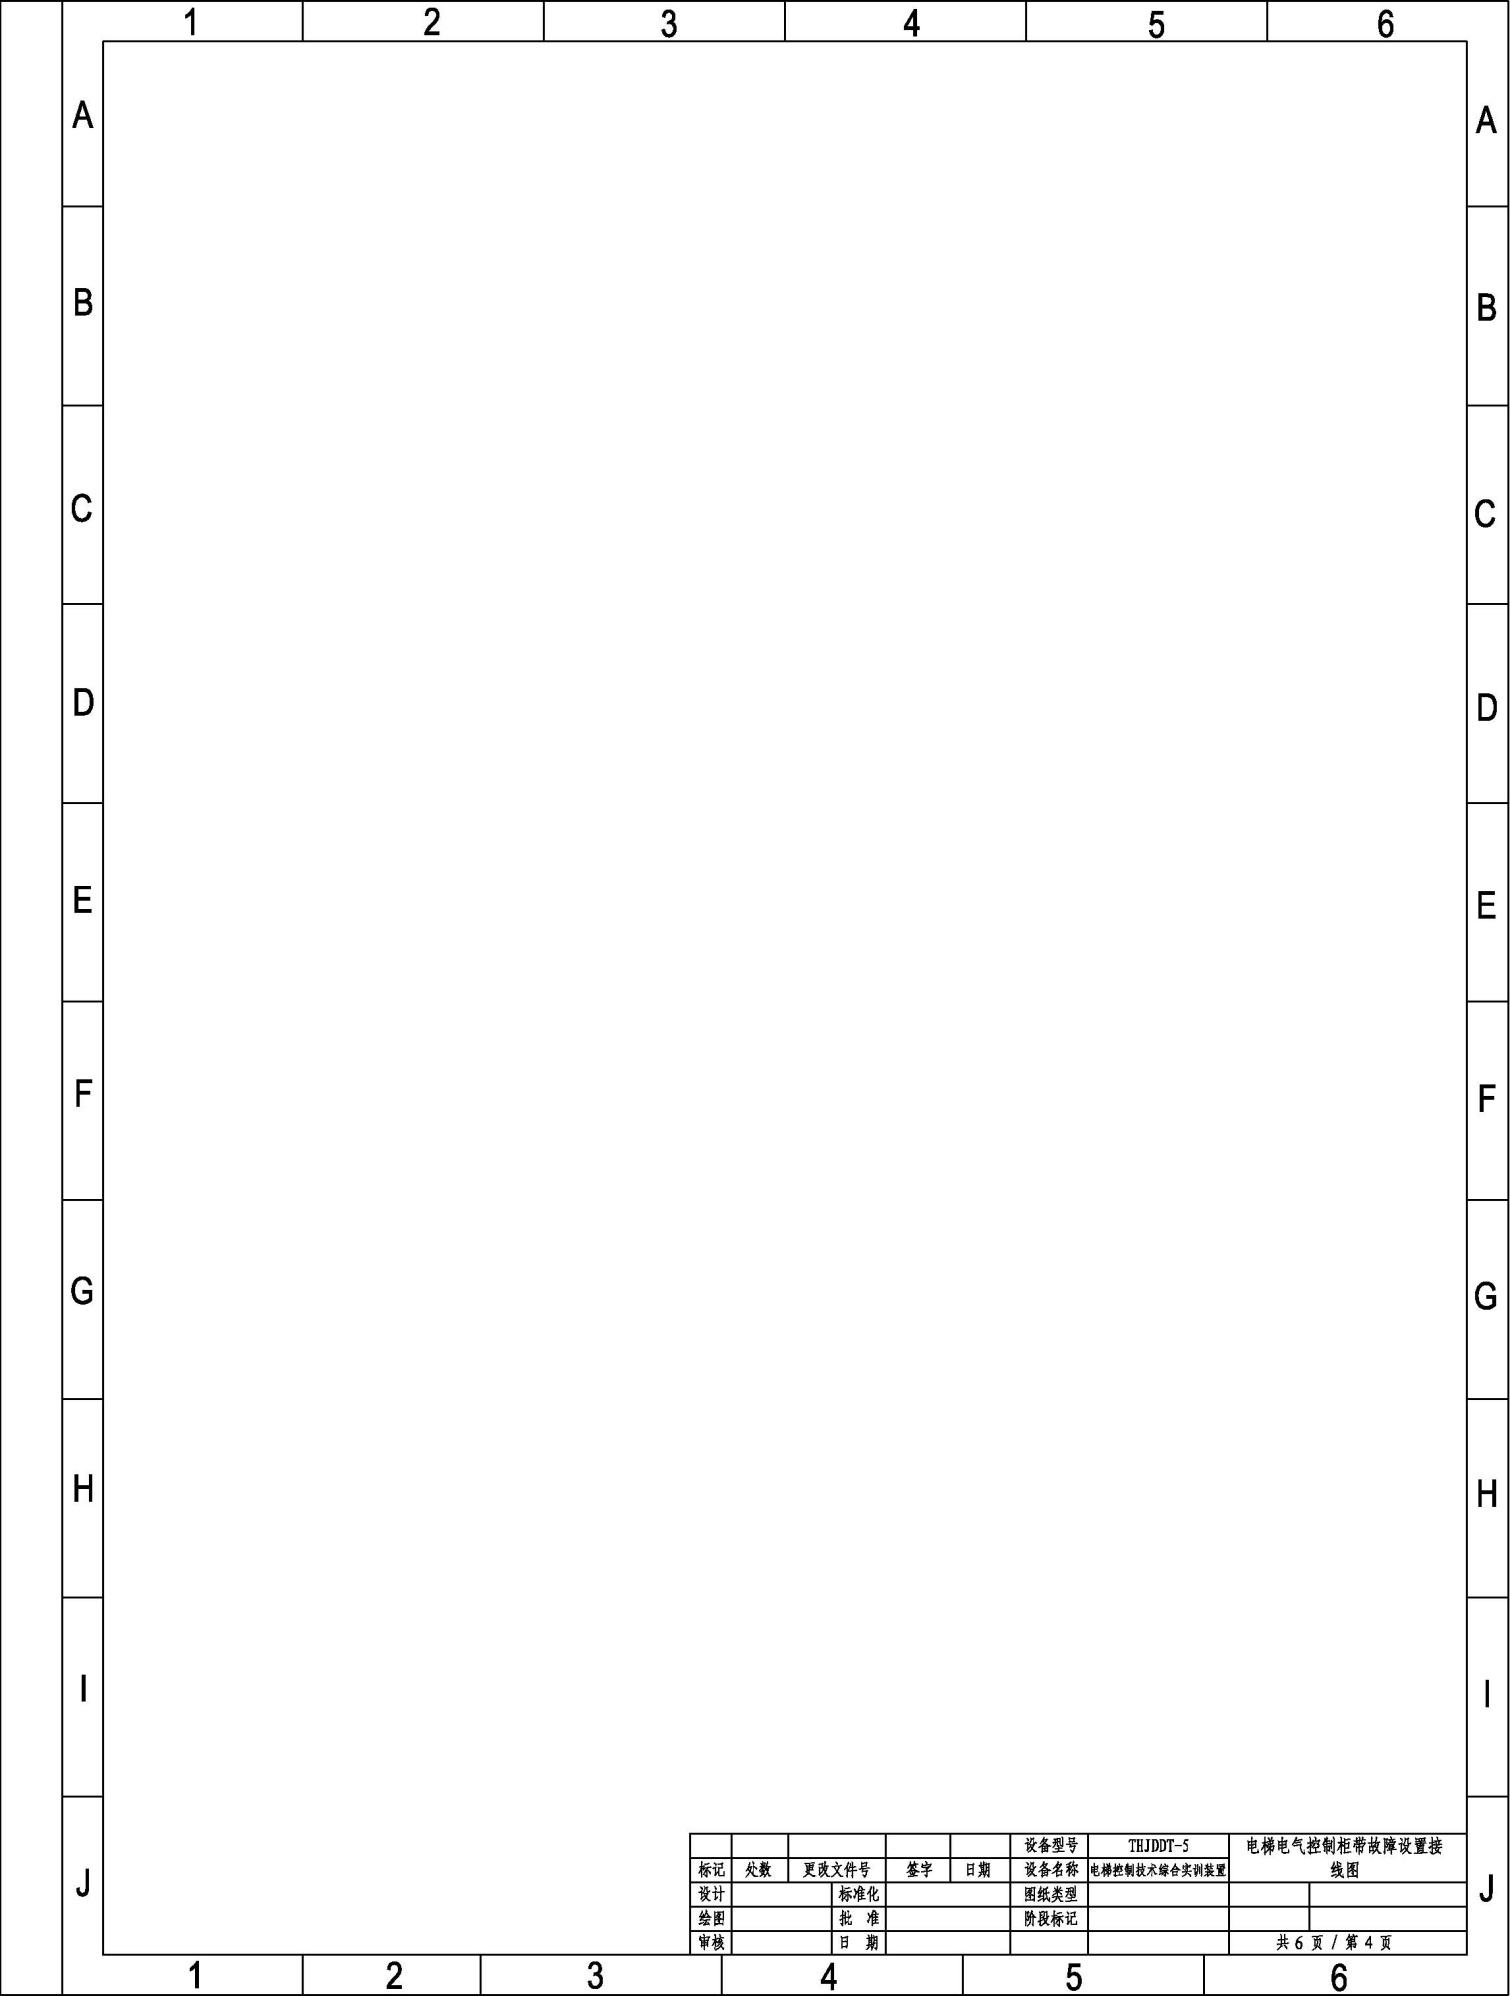 1 2 3 4 5 6
A A
B B
C C
D D
E E
F F
G G
H H
I I
J J
设备型号 THJDDT-5 电梯电气控制柜带故障设置接
标记 处数 更改文件号 签字 日期 设备名称 电梯控制技术综合实训装置 线图
设计 标准化 图纸类型
绘图 批 准 阶段标记
审核 日 期 共 6 页 / 第 4 页
1 2 3 4 5 6